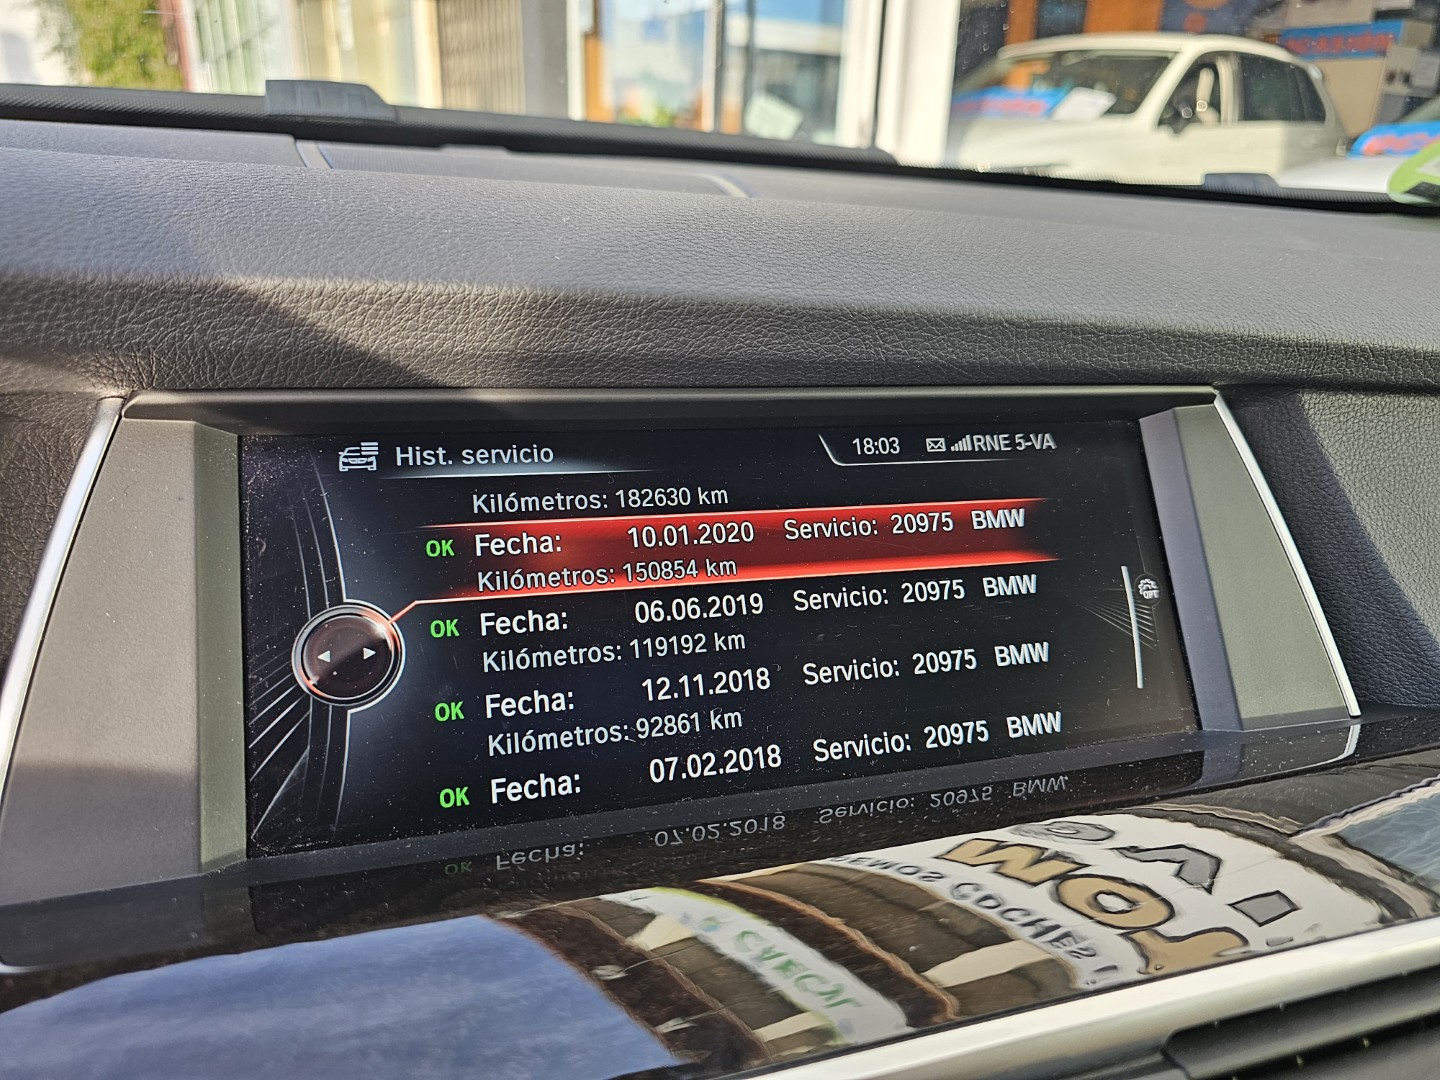 Hist. servicio
18:03 RNE 5-VA
Kilómetros: 182630 km
OK Fecha: 10.01.2020 Servicio: 20975 BMW
Kilómetros: 150854 km
OK Fecha: 06.06.2019 Servicio: 20975 BMW
Kilómetros: 119192 km
OK Fecha: 12.11.2018 Servicio: 20975 BMW
Kilómetros: 92861 km
OK Fecha: 07.02.2018 Servicio: 20975 BMW
OFF